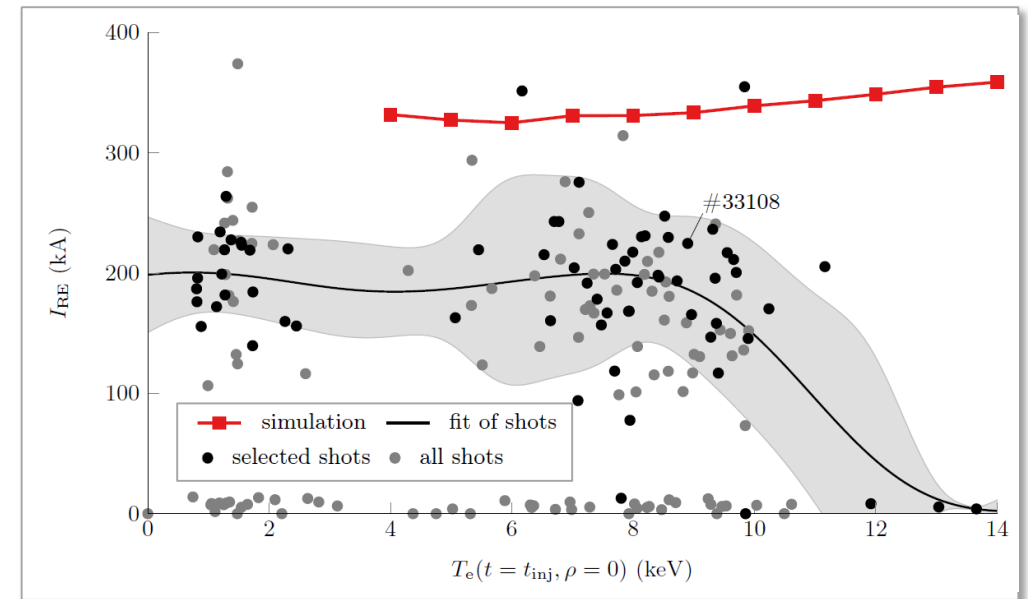 400
300
200
100
0
I_RE (kA)
#33108
simulation fit of shots
selected shots all shots
0 2 4 6 8 10 12 14
T_e(t = t_inj, ρ = 0) (keV)